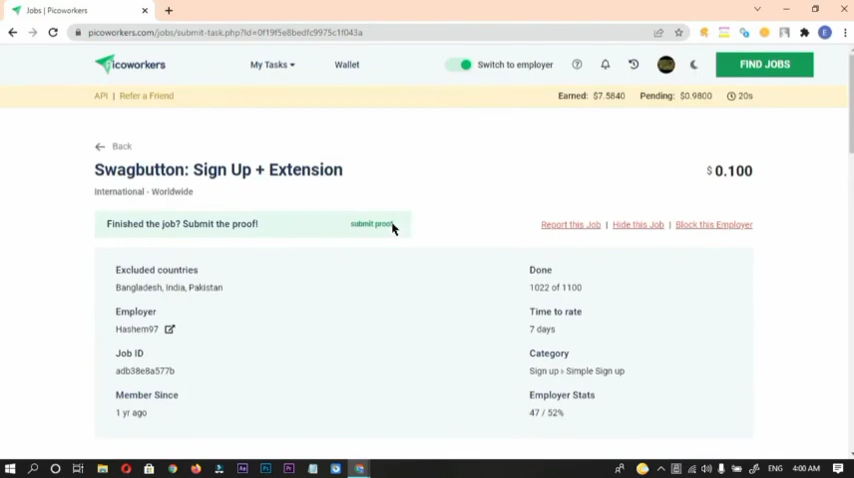 Jobs | Picoworkers
picoworkers.com/jobs/submit-task.php?Id=0f19f5e8bedfc9975c1f043a
E
Picoworkers
My Tasks
Wallet
Switch to employer
FIND JOBS
API | Refer a Friend
Earned: $7.5840 Pending: $0.9800 20s
Back
Swagbutton: Sign Up + Extension
$ 0.100
International - Worldwide
Finished the job? Submit the proof!
submit proof
Report this Job | Hide this Job | Block this Employer
Excluded countries
Bangladesh, India, Pakistan
Done
1022 of 1100
Employer
Hashem97
Time to rate
7 days
Job ID
adb38e8a577b
Category
Sign up › Simple Sign up
Member Since
1 yr ago
Employer Stats
47 / 52%
Ae
Ps
Pr
ENG
4:00 AM